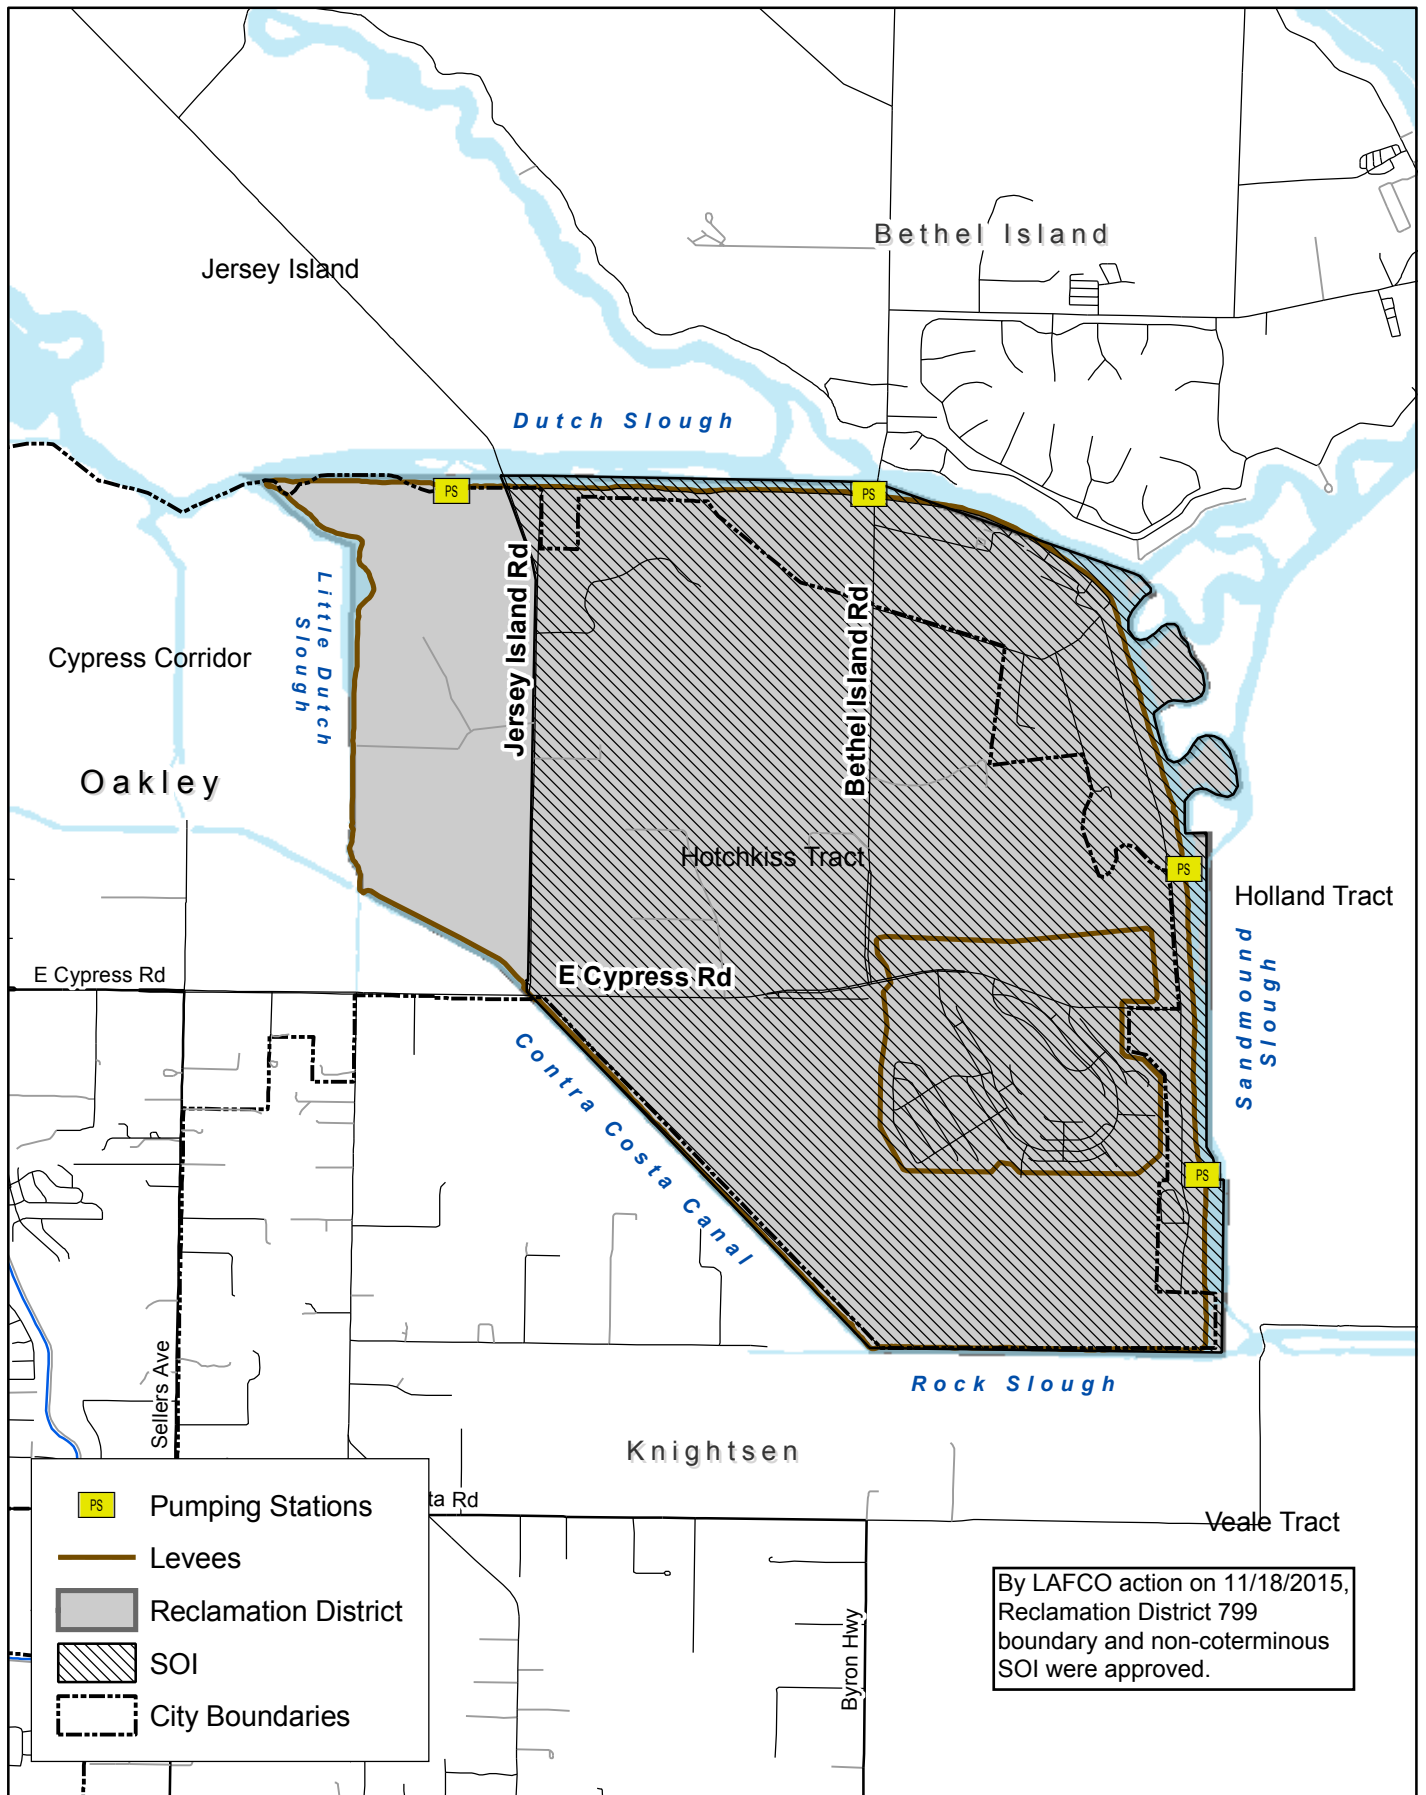 Bethel Island
Jersey Island
Dutch Slough
PS
PS
Jersey Island Rd
Bethel Island Rd
Little Dutch
Slough
Cypress Corridor
Oakley
Hotchkiss Tract
PS
Holland Tract
Sandmound
Slough
E Cypress Rd
E Cypress Rd
Contra Costa Canal
PS
Sellers Ave
Rock Slough
Knightsen
ta Rd
Veale Tract
Byron Hwy
PS Pumping Stations
Levees
Reclamation District
SOI
City Boundaries
By LAFCO action on 11/18/2015,
Reclamation District 799
boundary and non-coterminous
SOI were approved.